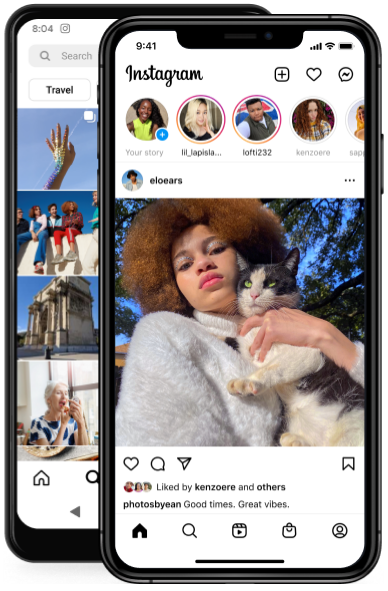 8:04
Search
Travel
9:41
Instagram
Your story
lil_lapisla...
lofti232
kenzoere
sapp
eloears
Liked by kenzoere and others
photosbyean Good times. Great vibes.